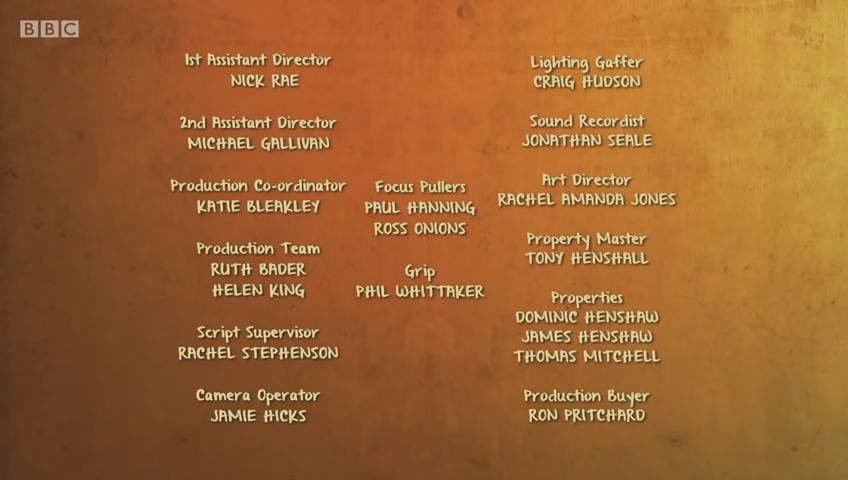 BBC
1st Assistant Director
NICK RAE
2nd Assistant Director
MICHAEL GALLIVAN
Production Co-ordinator
KATIE BLEAKLEY
Production Team
RUTH BADER
HELEN KING
Script Supervisor
RACHEL STEPHENSON
Camera Operator
JAMIE HICKS
Focus Pullers
PAUL HANNING
ROSS ONIONS
Grip
PHIL WHITTAKER
Lighting Gaffer
CRAIG HUDSON
Sound Recordist
JONATHAN SEALE
Art Director
RACHEL AMANDA JONES
Property Master
TONY HENSHALL
Properties
DOMINIC HENSHAW
JAMES HENSHAW
THOMAS MITCHELL
Production Buyer
RON PRITCHARD